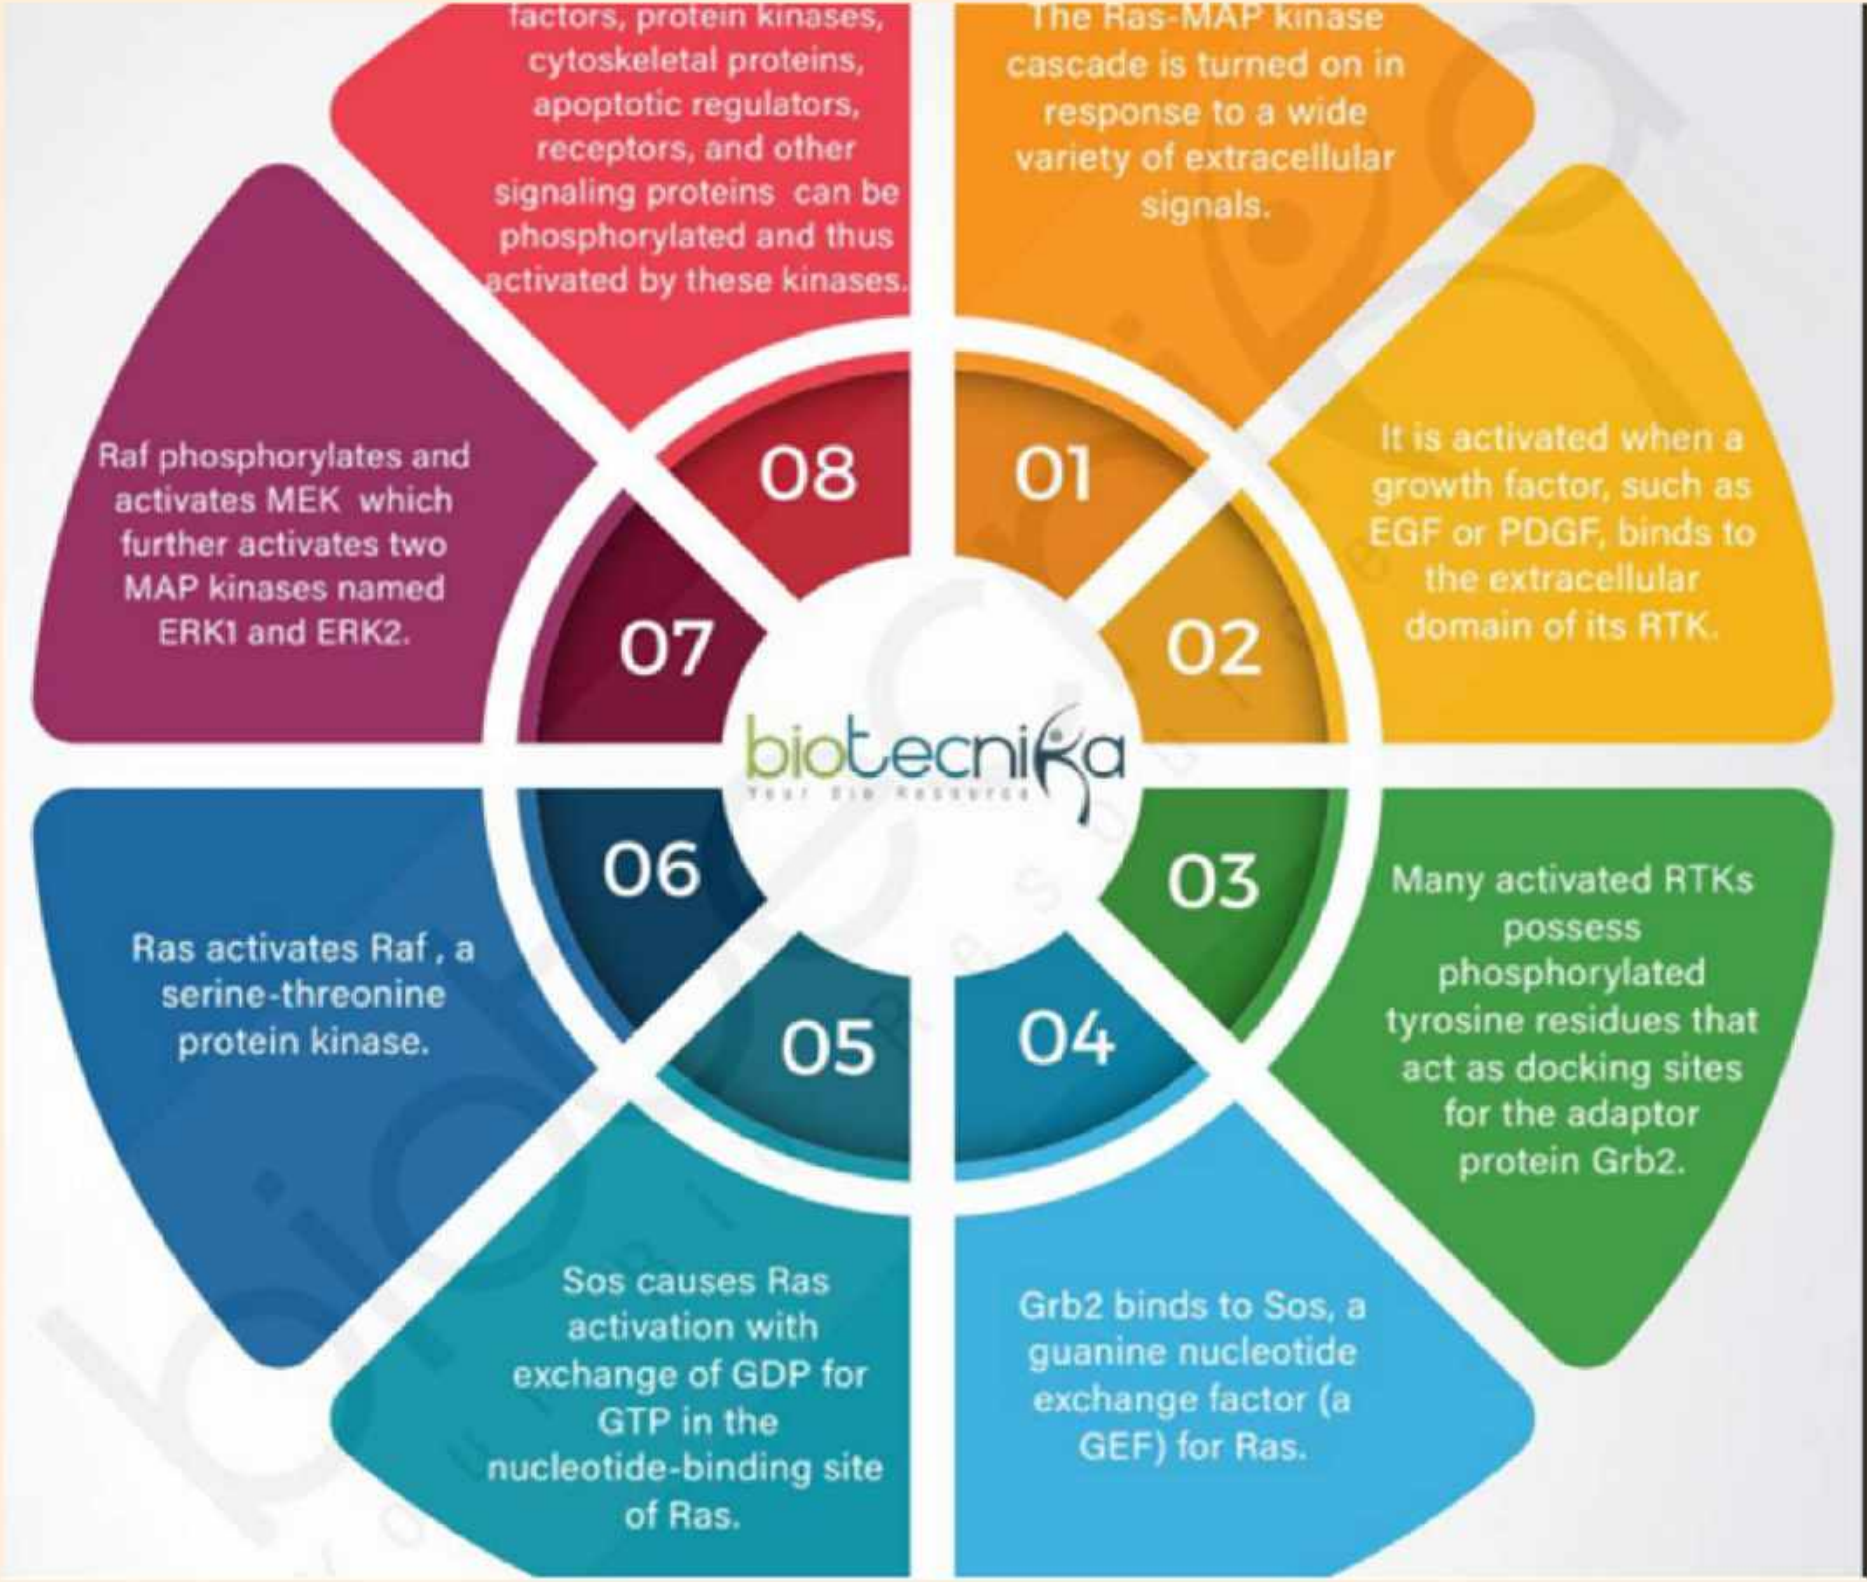 01
The Ras-MAP kinase
cascade is turned on in
response to a wide
variety of extracellular
signals.
02
It is activated when a
growth factor, such as
EGF or PDGF, binds to
the extracellular
domain of its RTK.
03
Many activated RTKs
possess
phosphorylated
tyrosine residues that
act as docking sites
for the adaptor
protein Grb2.
04
Grb2 binds to Sos, a
guanine nucleotide
exchange factor (a
GEF) for Ras.
05
Sos causes Ras
activation with
exchange of GDP for
GTP in the
nucleotide-binding site
of Ras.
06
Ras activates Raf, a
serine-threonine
protein kinase.
07
Raf phosphorylates and
activates MEK which
further activates two
MAP kinases named
ERK1 and ERK2.
08
factors, protein kinases,
cytoskeletal proteins,
apoptotic regulators,
receptors, and other
signaling proteins can be
phosphorylated and thus
activated by these kinases.
biotecnika
Your Bio Resource